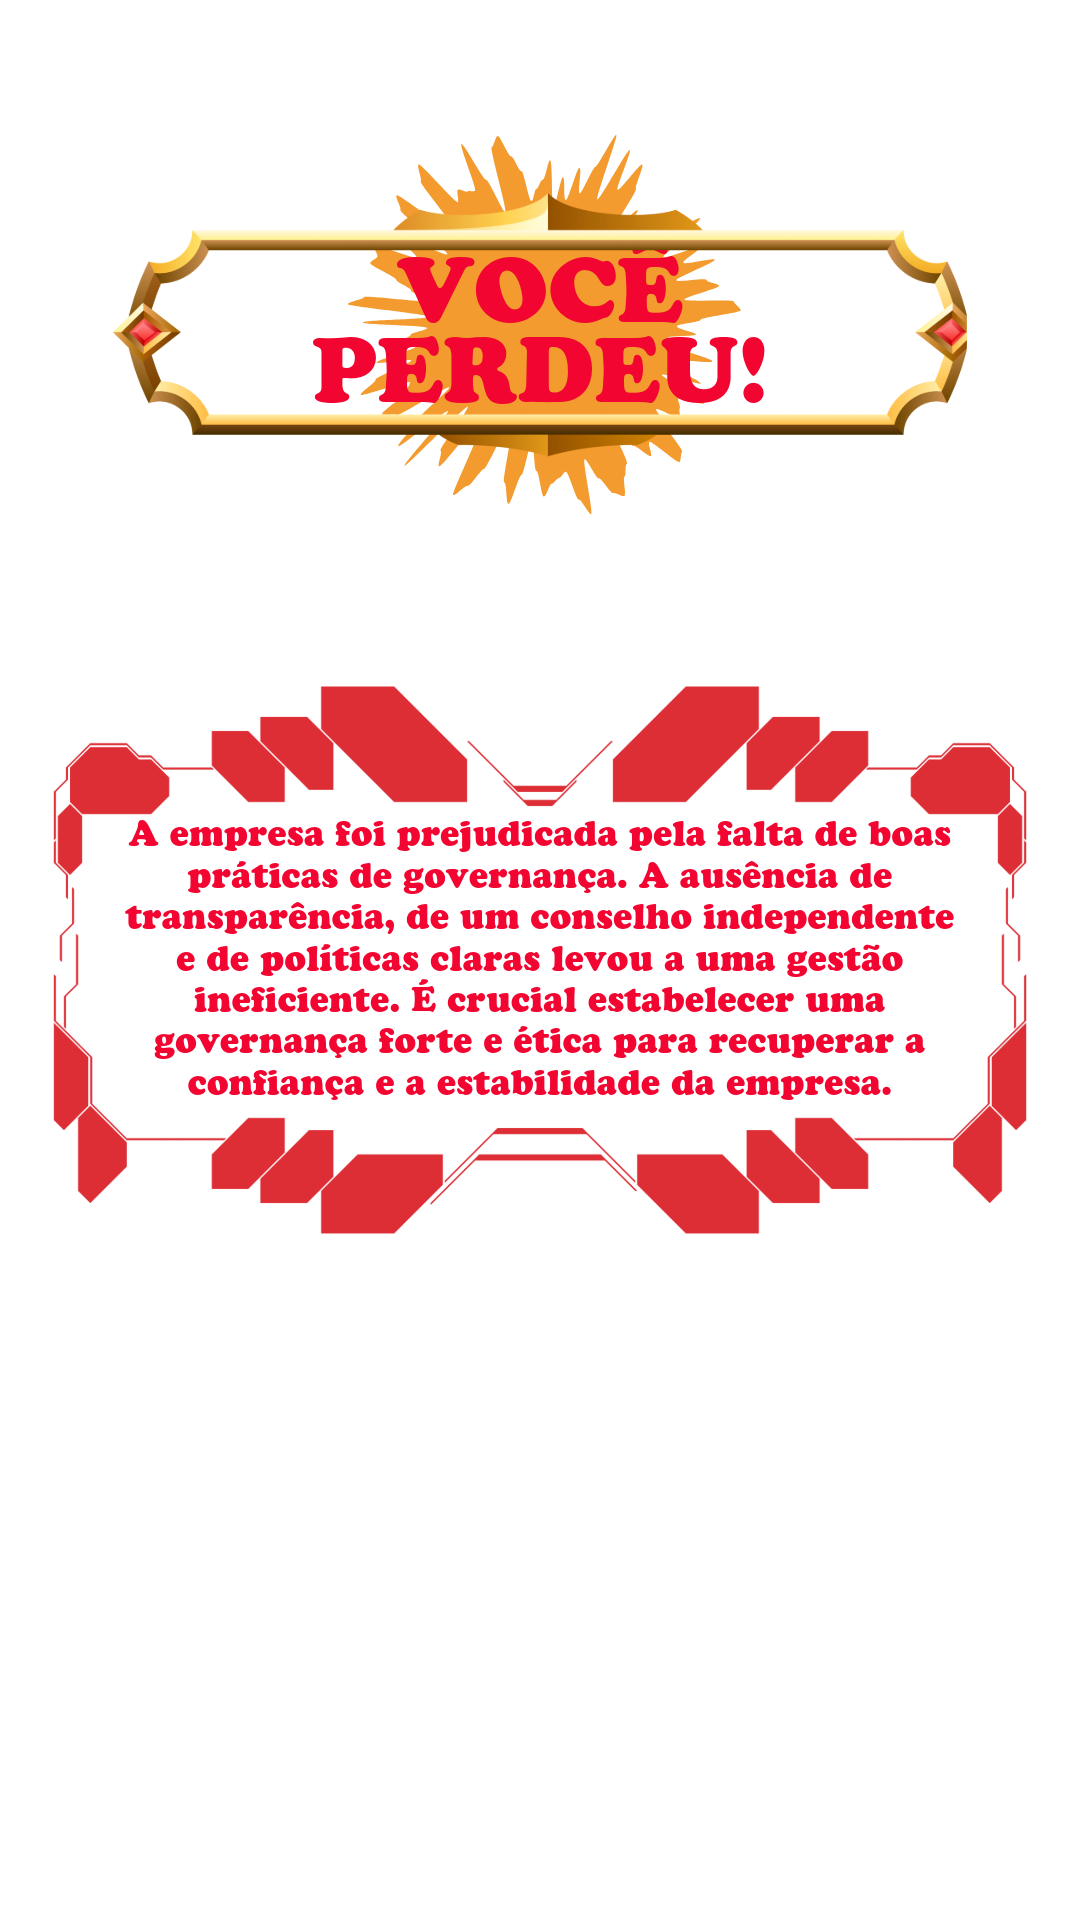 VOCÊ
PERDEU!
A empresa foi prejudicada pela falta de boas
práticas de governança. A ausência de
transparência, de um conselho independente
e de políticas claras levou a uma gestão
ineficiente. É crucial estabelecer uma
governança forte e ética para recuperar a
confiança e a estabilidade da empresa.